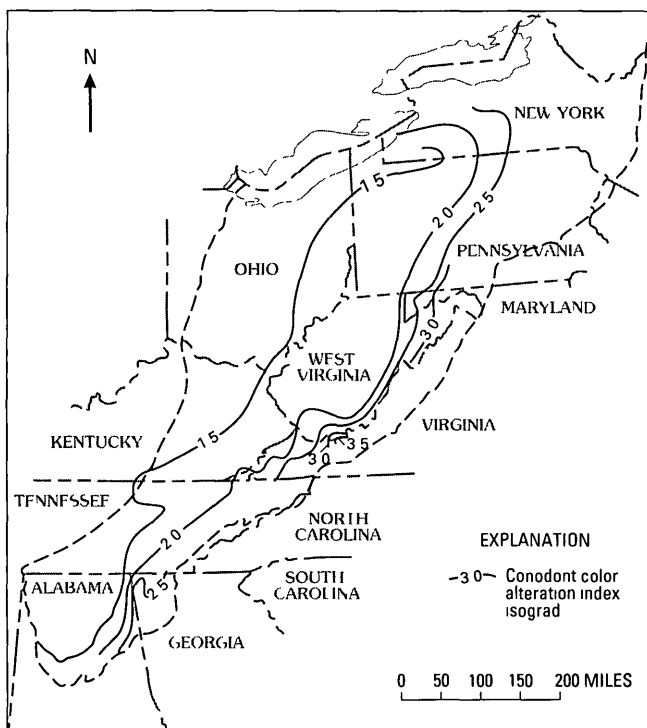 N
NEW YORK
15
20
25
PENNSYLVANIA
OHIO
MARYLAND
30
WEST
VIRGINIA
VIRGINIA
KENTUCKY
15
35
30
TENNESSEE
NORTH
CAROLINA
20
EXPLANATION
-30- Conodont color
alteration index
isograd
ALABAMA
25
SOUTH
CAROLINA
GEORGIA
0 50 100 150 200 MILES